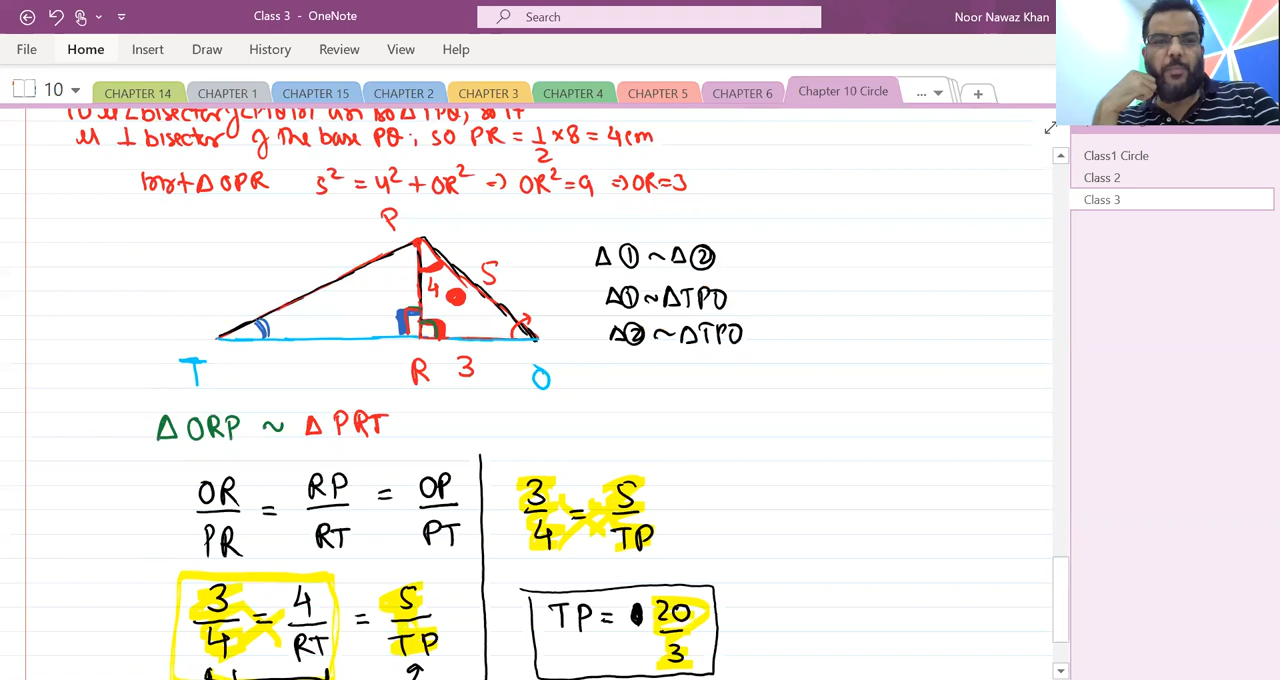 Class 3 - OneNote
Search
Noor Nawaz Khan
File Home Insert Draw History Review View Help
10 CHAPTER 14 CHAPTER 1 CHAPTER 15 CHAPTER 2 CHAPTER 3 CHAPTER 4 CHAPTER 5 CHAPTER 6 Chapter 10 Circle ... +
Class1 Circle
Class 2
Class 3
⊥ bisector of the base PQ; so PR = 1/2 × 8 = 4cm
Δ OPR 5² = 4² + OR² => OR² = 9 => OR = 3
P
4
5
T
R
3
O
Δ① ~ Δ②
Δ① ~ ΔTPO
Δ② ~ ΔTPO
Δ ORP ~ Δ PRT
OR/PR = RP/RT = OP/PT
3/4 = 4/RT = 5/TP
3/4 = 5/TP
TP = 20/3